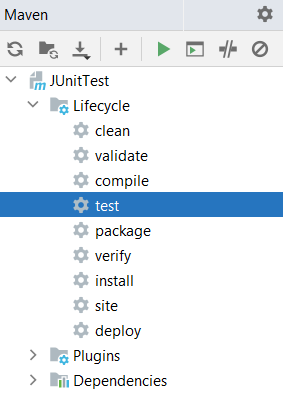 Maven
JUnitTest
Lifecycle
clean
validate
compile
test
package
verify
install
site
deploy
Plugins
Dependencies